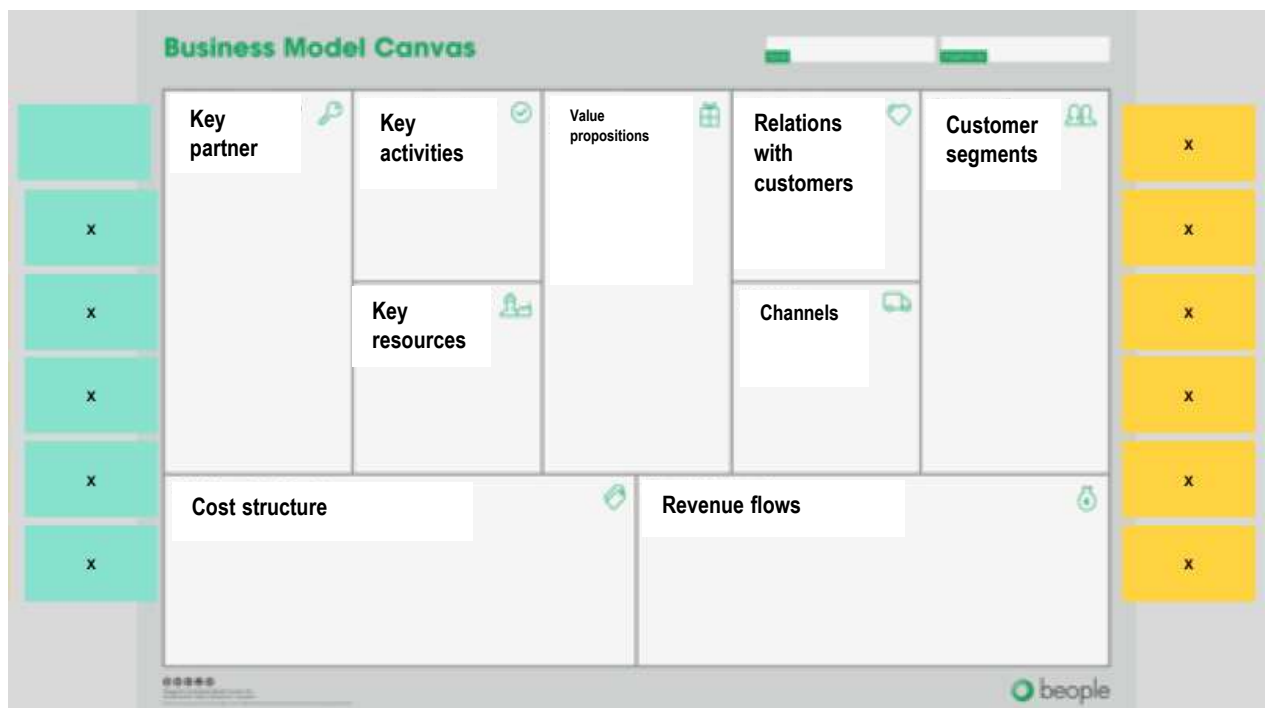 Business Model Canvas
Key
partner
Key
activities
Value
propositions
Relations
with
customers
Customer
segments
Key
resources
Channels
Cost structure
Revenue flows
x
x
x
x
x
x
x
x
x
x
x
beople